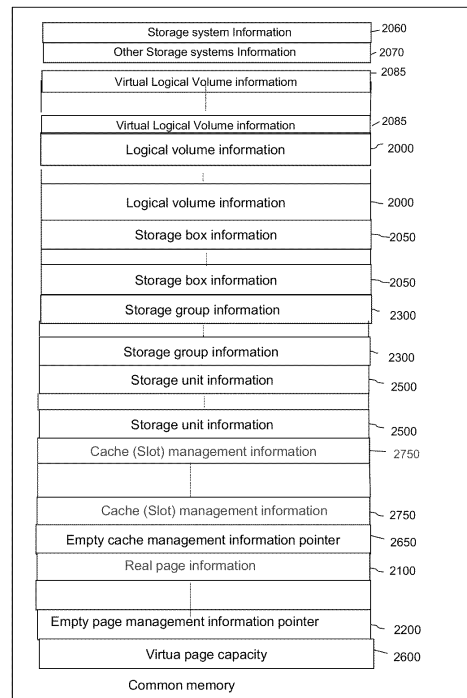 Storage system Information 2060
Other Storage systems Information 2070
Virtual Logical Volume informatiom 2085
Virtual Logical Volume information 2085
Logical volume information 2000
Logical volume information 2000
Storage box information 2050
Storage box information 2050
Storage group information 2300
Storage group information 2300
Storage unit information 2500
Storage unit information 2500
Cache (Slot) management information 2750
Cache (Slot) management information 2750
Empty cache management information pointer 2650
Real page information 2100
Empty page management information pointer 2200
Virtua page capacity 2600
Common memory